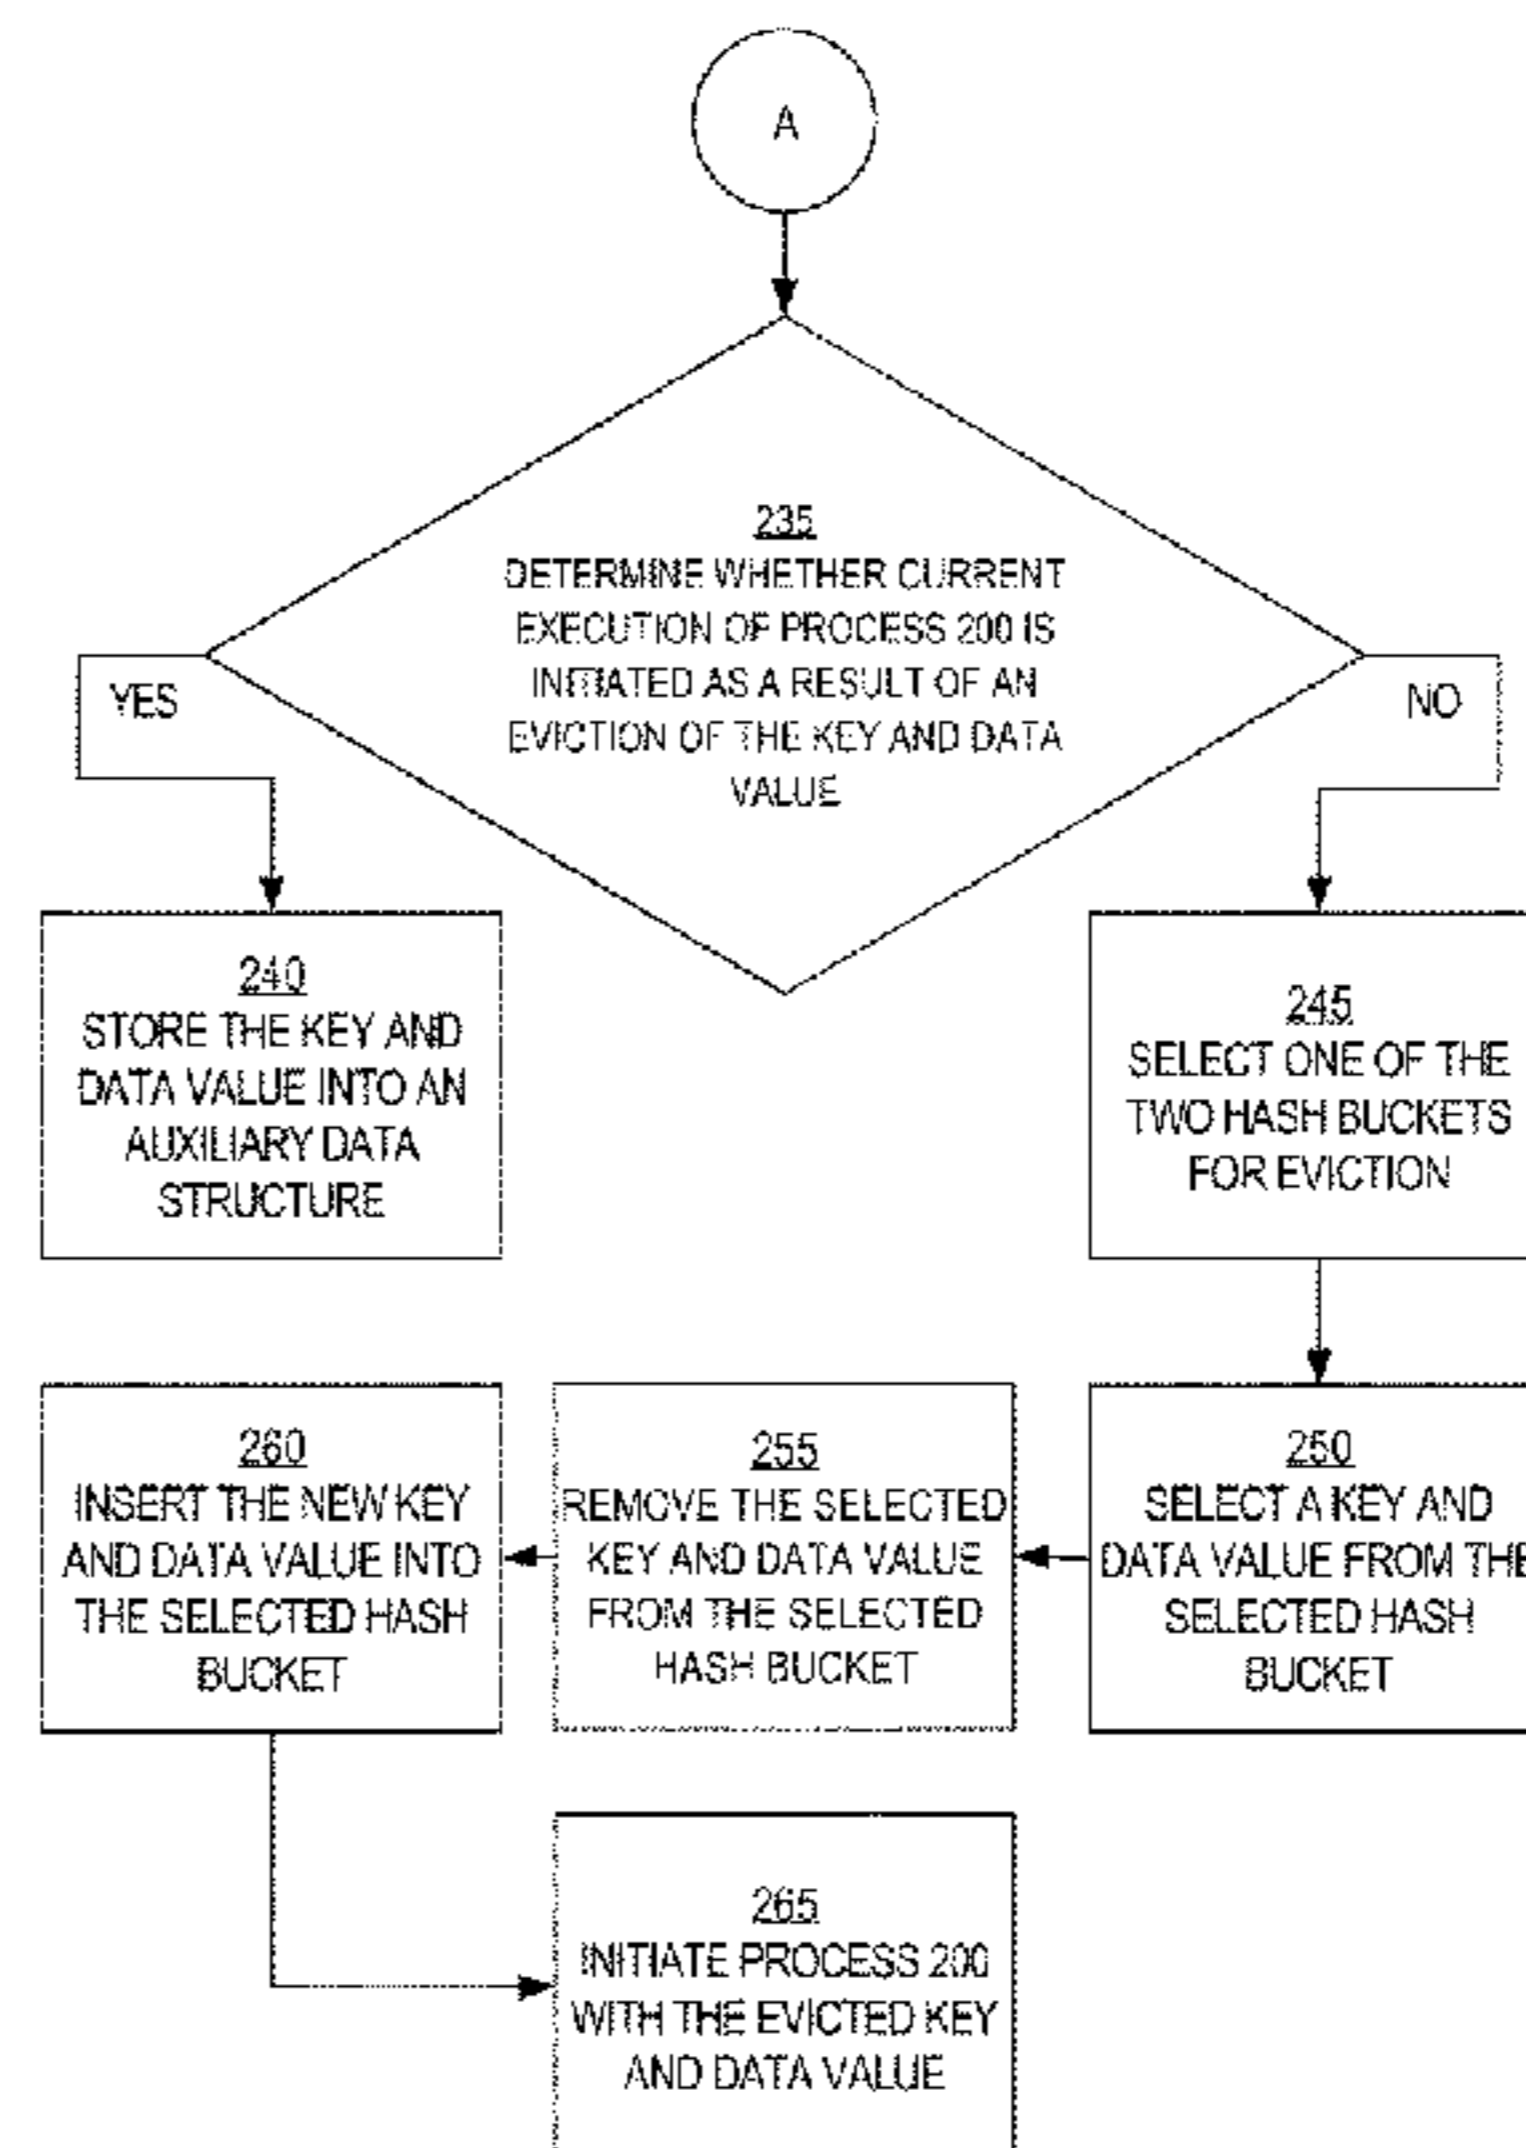 A
235
DETERMINE WHETHER CURRENT
EXECUTION OF PROCESS 200 IS
INITIATED AS A RESULT OF AN
EVICTION OF THE KEY AND DATA
VALUE
YES
NO
240
STORE THE KEY AND
DATA VALUE INTO AN
AUXILIARY DATA
STRUCTURE
245
SELECT ONE OF THE
TWO HASH BUCKETS
FOR EVICTION
250
SELECT A KEY AND
DATA VALUE FROM THE
SELECTED HASH
BUCKET
255
REMOVE THE SELECTED
KEY AND DATA VALUE
FROM THE SELECTED
HASH BUCKET
260
INSERT THE NEW KEY
AND DATA VALUE INTO
THE SELECTED HASH
BUCKET
265
INITIATE PROCESS 200
WITH THE EVICTED KEY
AND DATA VALUE